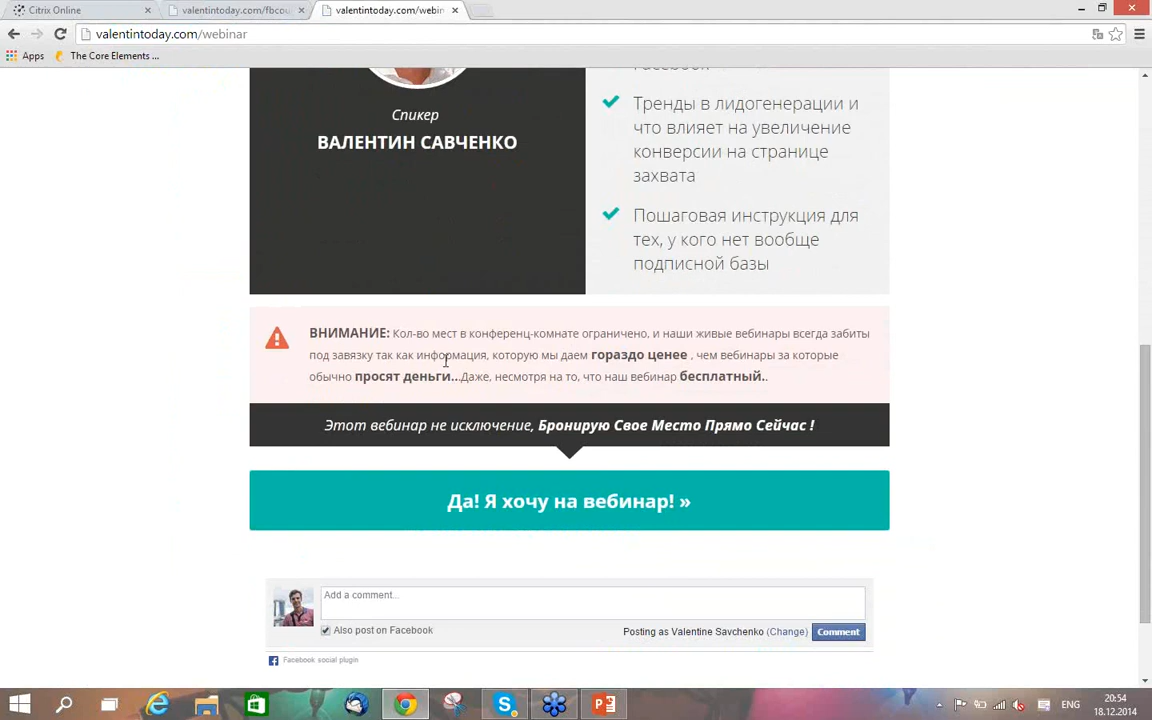 Citrix Online
valentintoday.com/fbcou
valentintoday.com/webin
valentintoday.com/webinar
Apps
The Core Elements ...
Спикер
ВАЛЕНТИН САВЧЕНКО
Facebook
Тренды в лидогенерации и
что влияет на увеличение
конверсии на странице
захвата
Пошаговая инструкция для
тех, у кого нет вообще
подписной базы
ВНИМАНИЕ: Кол-во мест в конференц-комнате ограничено, и наши живые вебинары всегда забиты
под завязку так как информация, которую мы даем гораздо ценее , чем вебинары за которые
обычно просят деньги...Даже, несмотря на то, что наш вебинар бесплатный..
Этот вебинар не исключение, Бронирую Свое Место Прямо Сейчас !
Да! Я хочу на вебинар! »
Add a comment...
Also post on Facebook
Posting as Valentine Savchenko (Change)
Comment
Facebook social plugin
ENG
20:54
18.12.2014